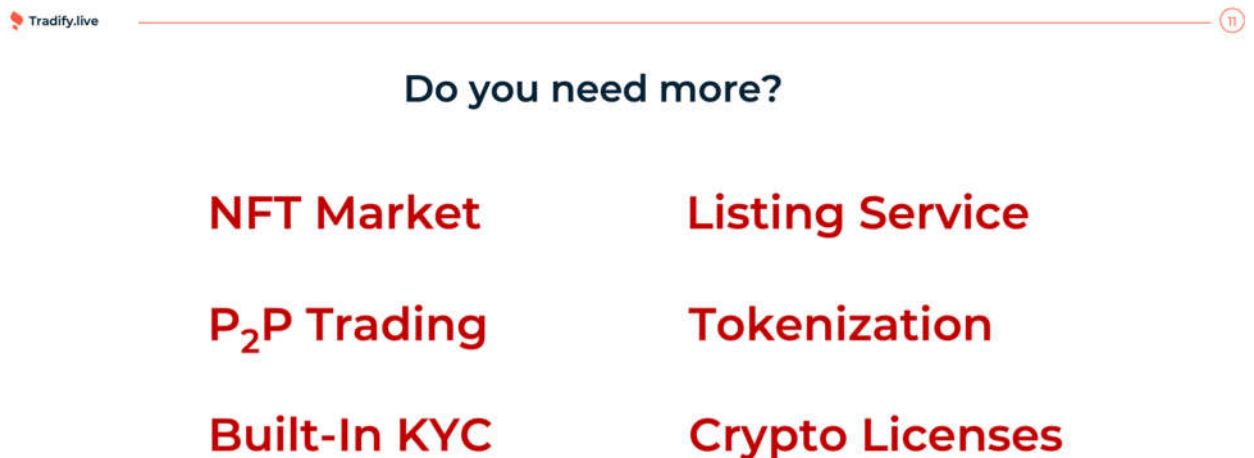 Tradify.live
11
Do you need more?
NFT Market
Listing Service
P₂P Trading
Tokenization
Built-In KYC
Crypto Licenses